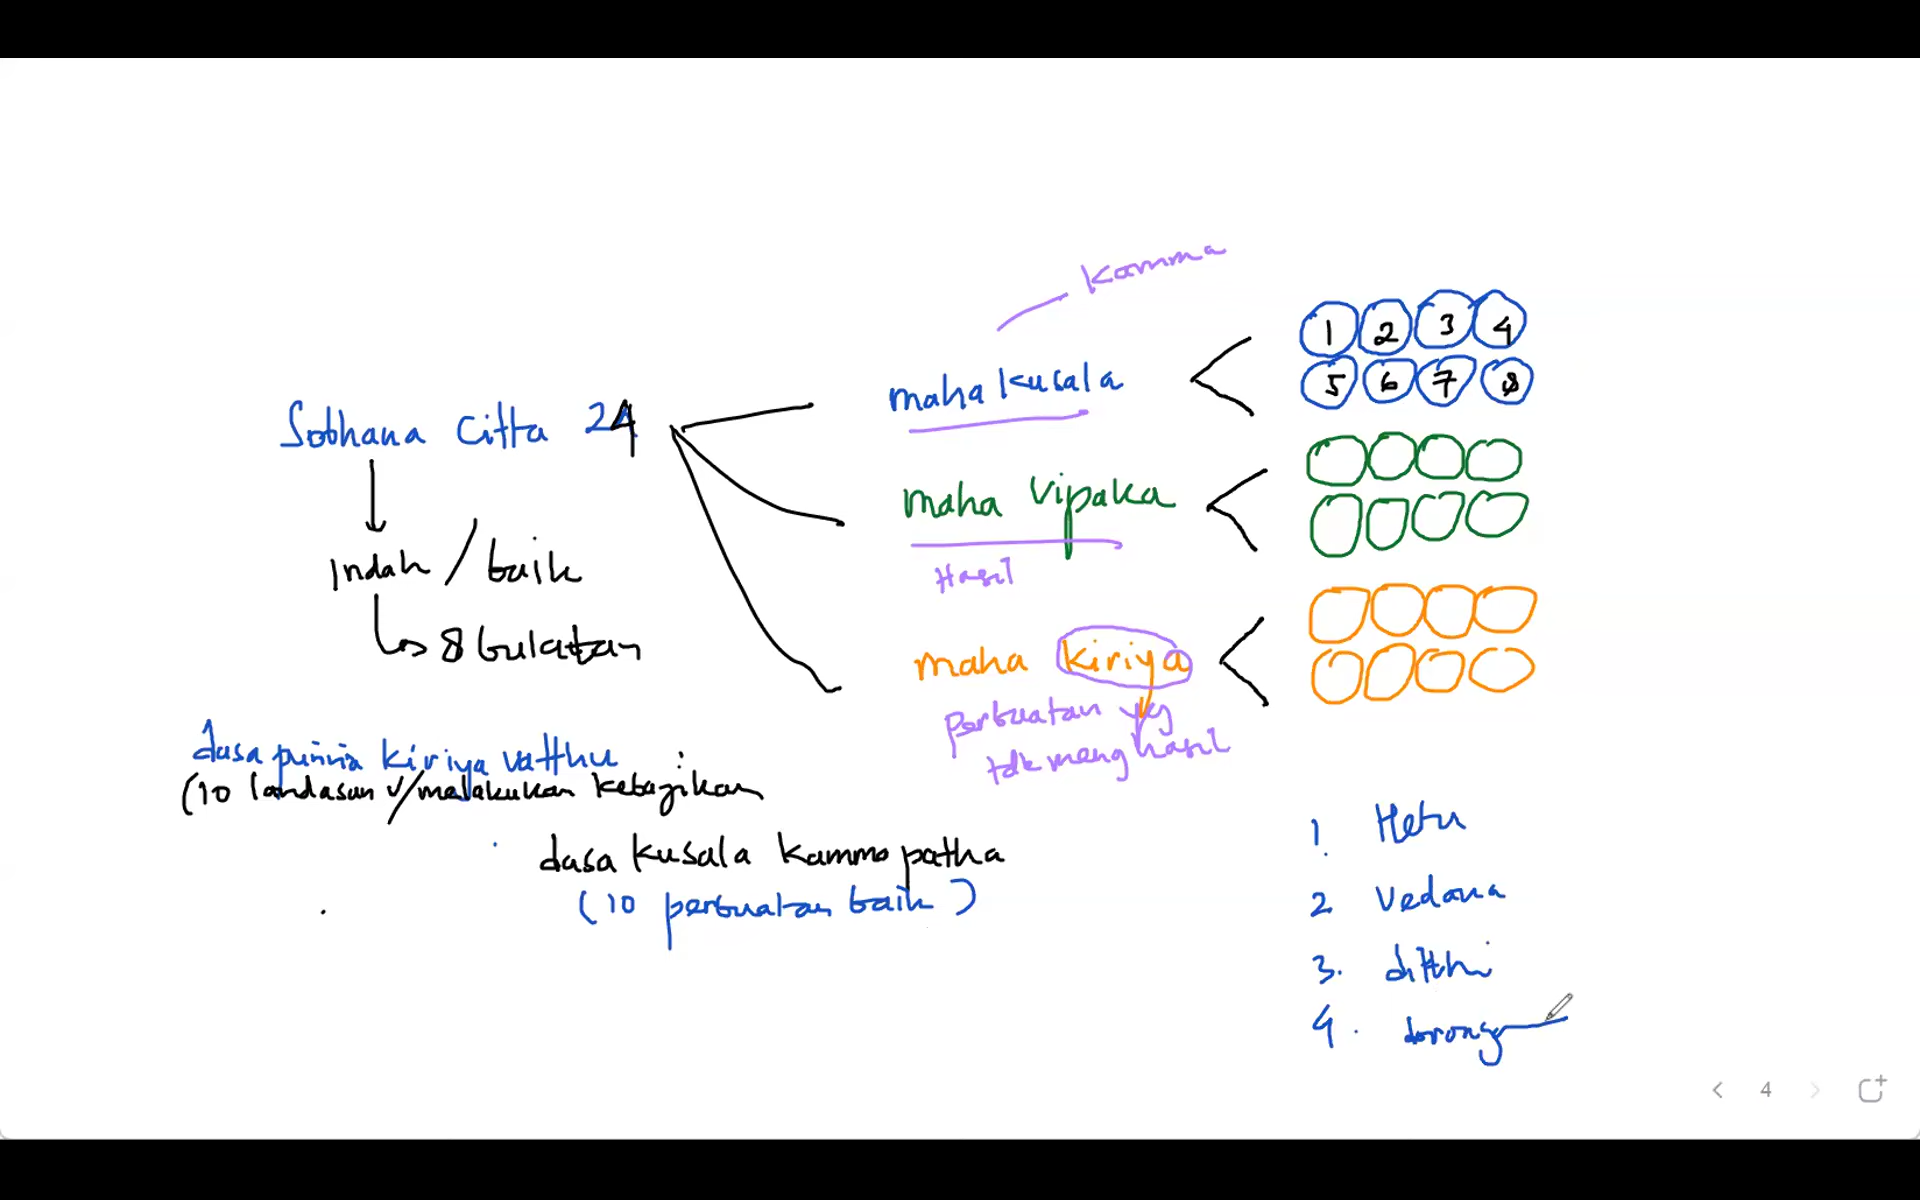 Kamma
Sobhana Citta 24
Indah / baik
8 bulatan
maha kusala
maha vipaka
Hasil
maha kiriya
perbuatan yg
tdk menghasil
1 2 3 4
5 6 7 8
dasa punna kiriya vatthu
(10 landasan u/melakukan kebajikan
dasa kusala kamma patha
(10 perbuatan baik)
1. Hetu
2 vedana
3. ditthi
4. dorong
4